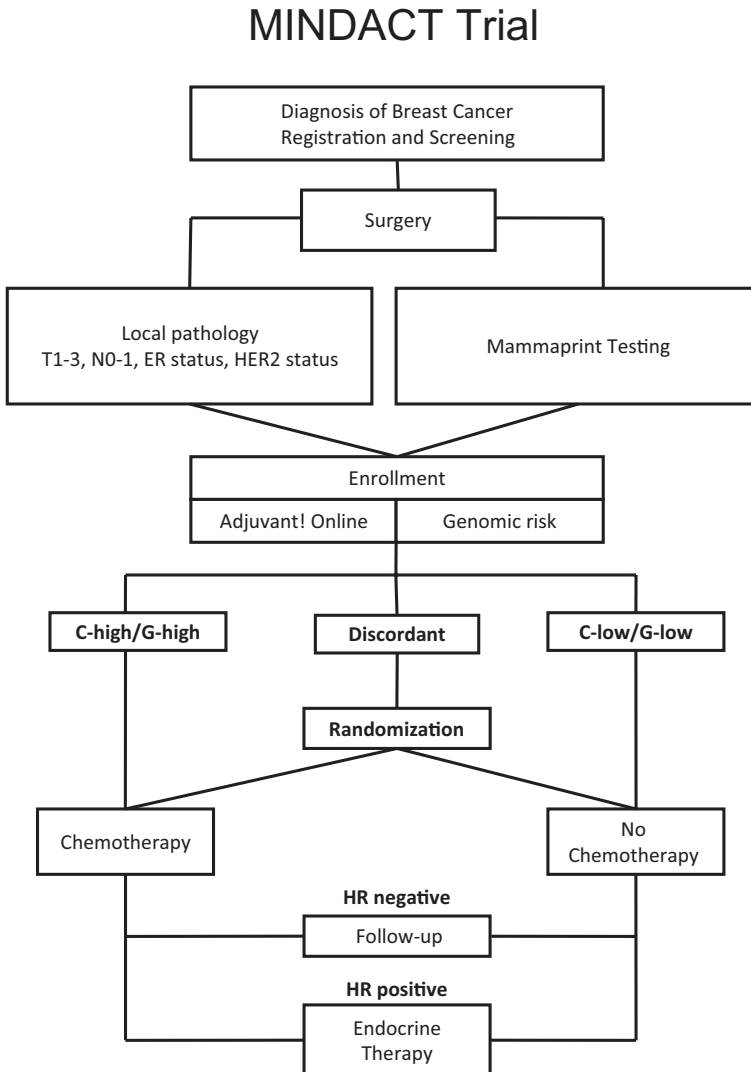 MINDACT Trial
Diagnosis of Breast Cancer
Registration and Screening
Surgery
Local pathology
T1-3, N0-1, ER status, HER2 status
Mammaprint Testing
Enrollment
Adjuvant! Online
Genomic risk
C-high/G-high
Discordant
C-low/G-low
Randomization
Chemotherapy
No
Chemotherapy
HR negative
Follow-up
HR positive
Endocrine
Therapy